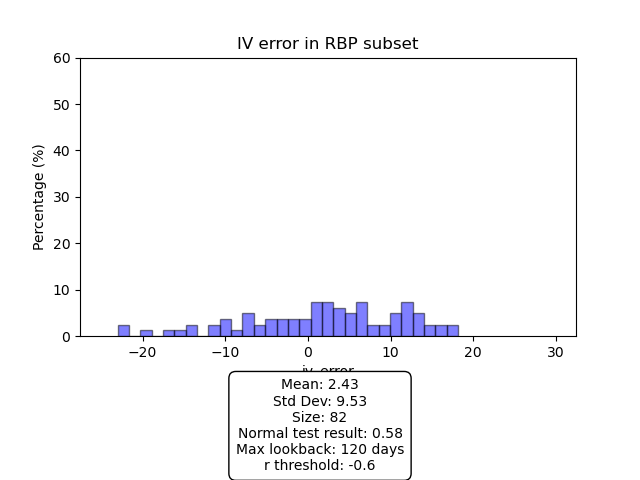 IV error in RBP subset
60
50
40
30
20
10
0
Percentage (%)
−20
−10
0
10
20
30
iv_error
Mean: 2.43
Std Dev: 9.53
Size: 82
Normal test result: 0.58
Max lookback: 120 days
r threshold: -0.6